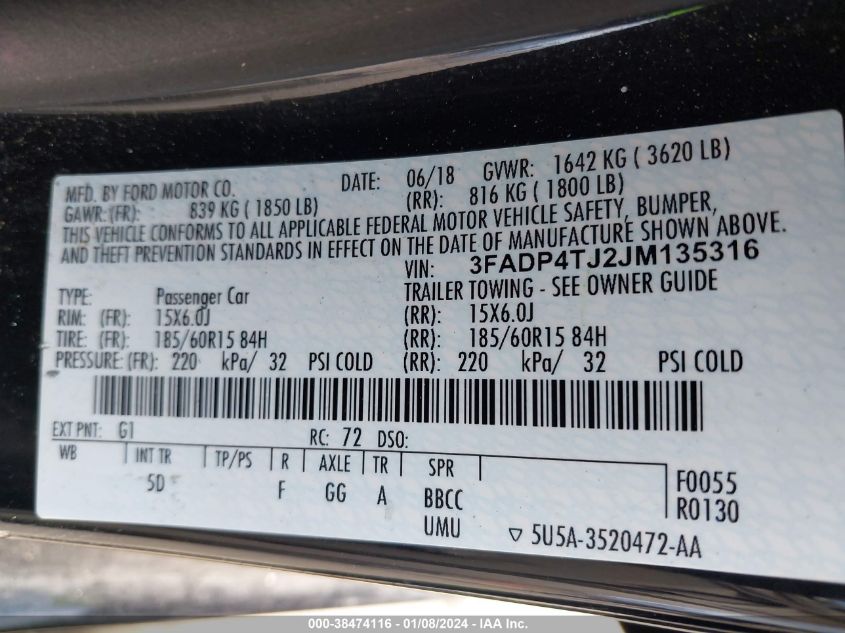 MFD. BY FORD MOTOR CO. DATE: 06/18 GVWR: 1642 KG ( 3620 LB)
GAWR: (FR): 839 KG ( 1850 LB) (RR): 816 KG ( 1800 LB)
THIS VEHICLE CONFORMS TO ALL APPLICABLE FEDERAL MOTOR VEHICLE SAFETY, BUMPER,
AND THEFT PREVENTION STANDARDS IN EFFECT ON THE DATE OF MANUFACTURE SHOWN ABOVE.
VIN: 3FADP4TJ2JM135316
TYPE: Passenger Car TRAILER TOWING - SEE OWNER GUIDE
RIM: (FR): 15X6.0J (RR): 15X6.0J
TIRE: (FR): 185/60R15 84H (RR): 185/60R15 84H
PRESSURE: (FR): 220 kPa/ 32 PSI COLD (RR): 220 kPa/ 32 PSI COLD
EXT PNT: G1 RC: 72 DSO:
WB INT TR TP/PS R AXLE TR SPR
5D F GG A BBCC F0055
UMU R0130
▽ 5U5A-3520472-AA
000-38474116 - 01/08/2024 - IAA Inc.